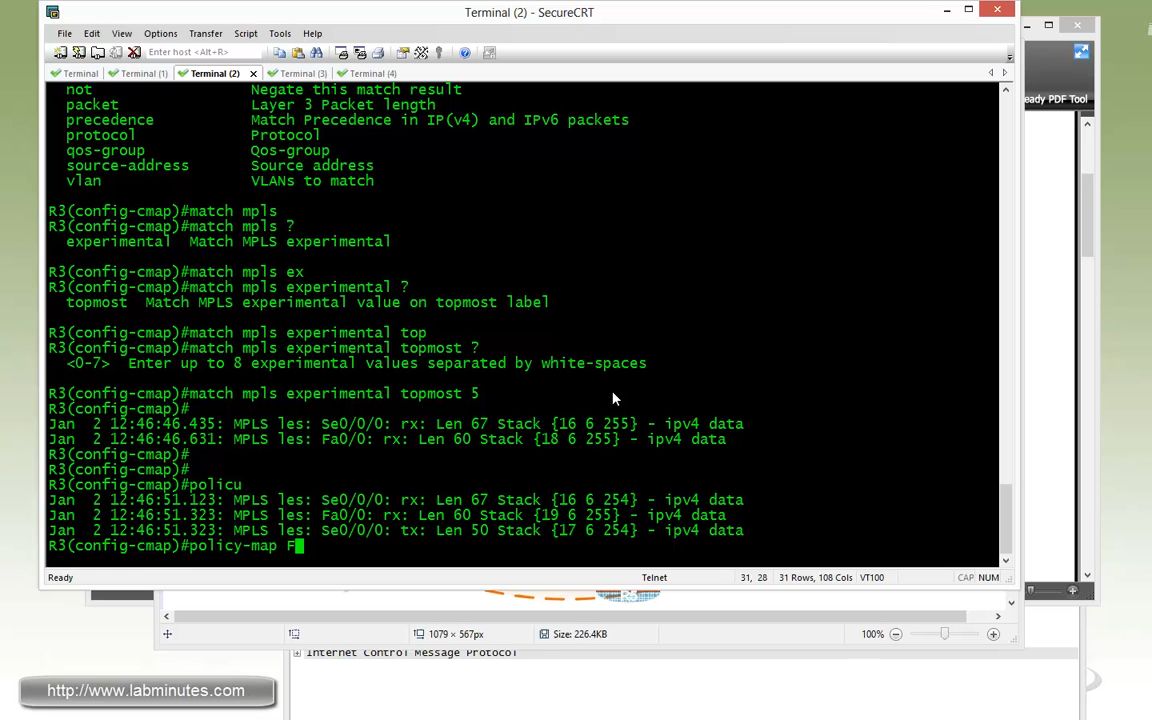 Terminal (2) - SecureCRT
File Edit View Options Transfer Script Tools Help
Enter host <Alt+R>
Terminal Terminal (1) Terminal (2) Terminal (3) Terminal (4)
not Negate this match result
packet Layer 3 Packet length
precedence Match Precedence in IP(v4) and IPv6 packets
protocol Protocol
qos-group Qos-group
source-address Source address
vlan VLANs to match
R3(config-cmap)#match mpls
R3(config-cmap)#match mpls ?
experimental Match MPLS experimental
R3(config-cmap)#match mpls ex
R3(config-cmap)#match mpls experimental ?
topmost Match MPLS experimental value on topmost label
R3(config-cmap)#match mpls experimental top
R3(config-cmap)#match mpls experimental topmost ?
<0-7> Enter up to 8 experimental values separated by white-spaces
R3(config-cmap)#match mpls experimental topmost 5
R3(config-cmap)#
Jan 2 12:46:46.435: MPLS les: Se0/0/0: rx: Len 67 Stack {16 6 255} - ipv4 data
Jan 2 12:46:46.631: MPLS les: Fa0/0: rx: Len 60 Stack {18 6 255} - ipv4 data
R3(config-cmap)#
R3(config-cmap)#
R3(config-cmap)#policu
Jan 2 12:46:51.123: MPLS les: Se0/0/0: rx: Len 67 Stack {16 6 254} - ipv4 data
Jan 2 12:46:51.323: MPLS les: Fa0/0: rx: Len 60 Stack {19 6 255} - ipv4 data
Jan 2 12:46:51.323: MPLS les: Se0/0/0: tx: Len 50 Stack {17 6 254} - ipv4 data
R3(config-cmap)#policy-map F
Ready Telnet 31, 28 31 Rows, 108 Cols VT100 CAP NUM
eady PDF Tool
1079 × 567px Size: 226.4KB 100%
Internet Control Message Protocol
http://www.labminutes.com